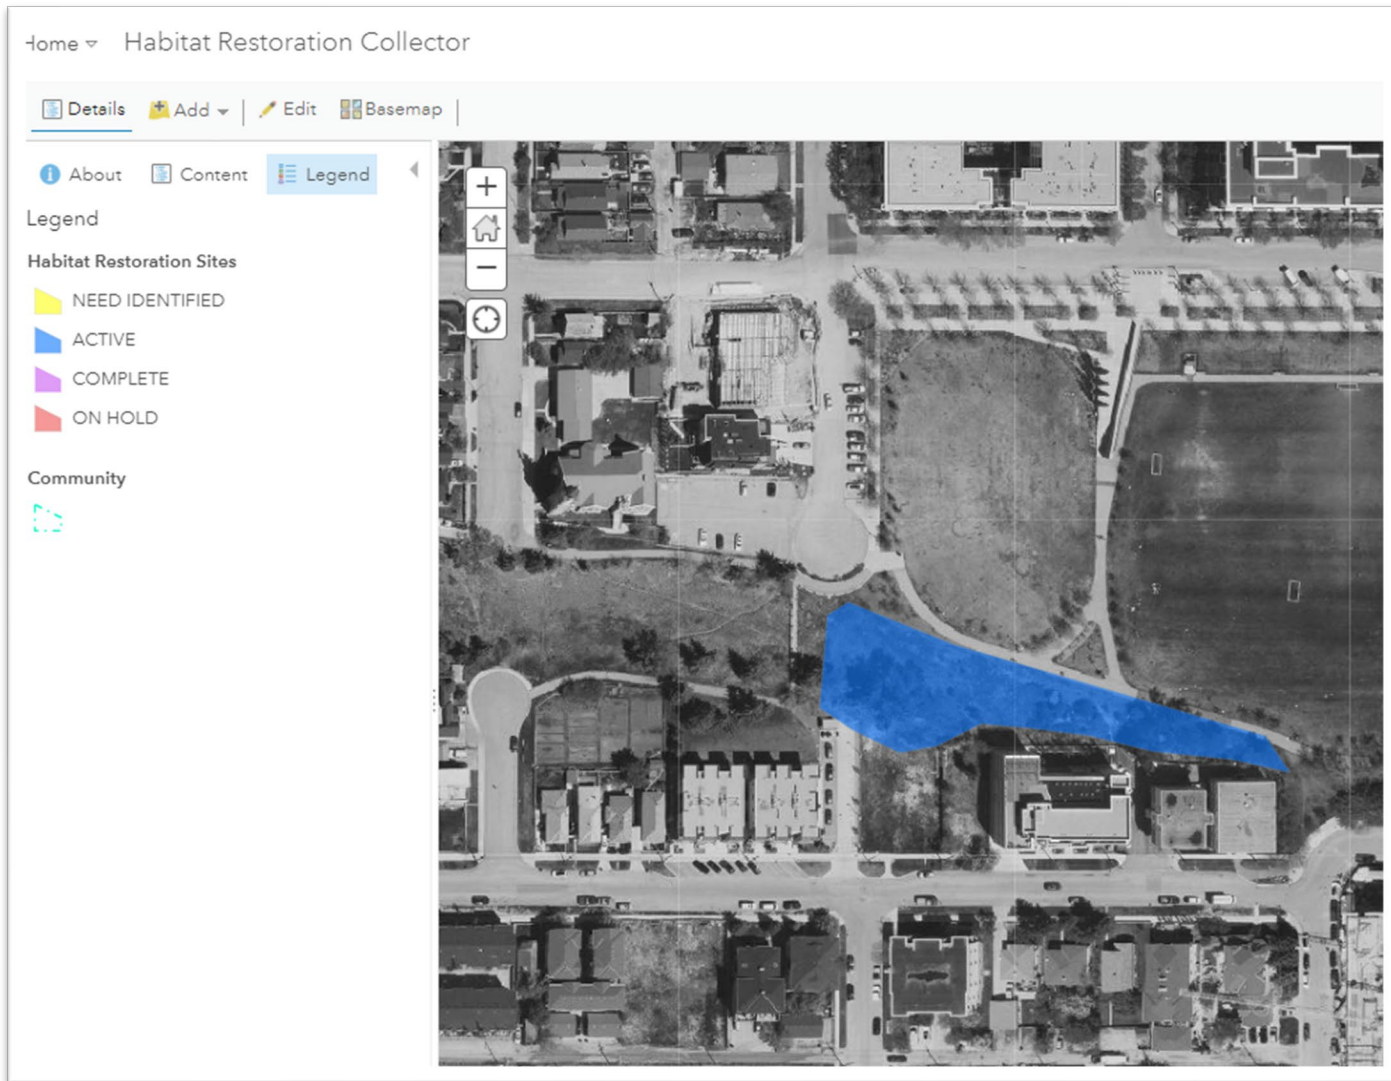 Home Habitat Restoration Collector
Details Add Edit Basemap
About Content Legend
Legend
Habitat Restoration Sites
NEED IDENTIFIED
ACTIVE
COMPLETE
ON HOLD
Community